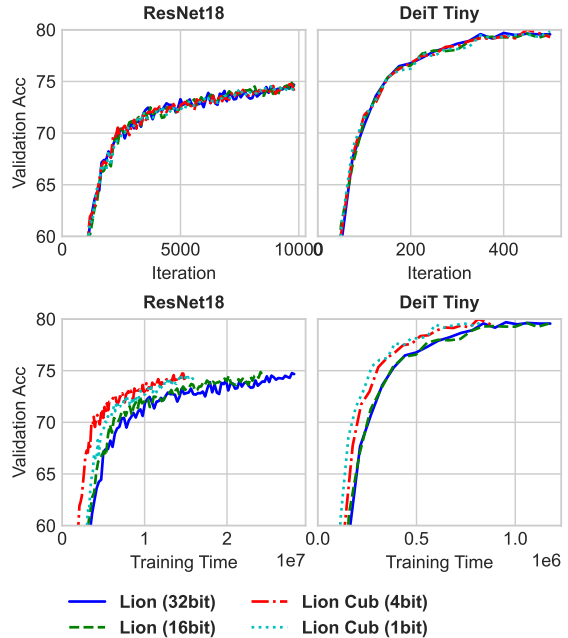 ResNet18
DeiT Tiny
Validation Acc
80
75
70
65
60
0
5000
10000
0
200
400
Iteration
Iteration
ResNet18
DeiT Tiny
Validation Acc
80
75
70
65
60
0
1
2
0.0
0.5
1.0
Training Time
1e7
Training Time
1e6
Lion (32bit)
Lion Cub (4bit)
Lion (16bit)
Lion Cub (1bit)